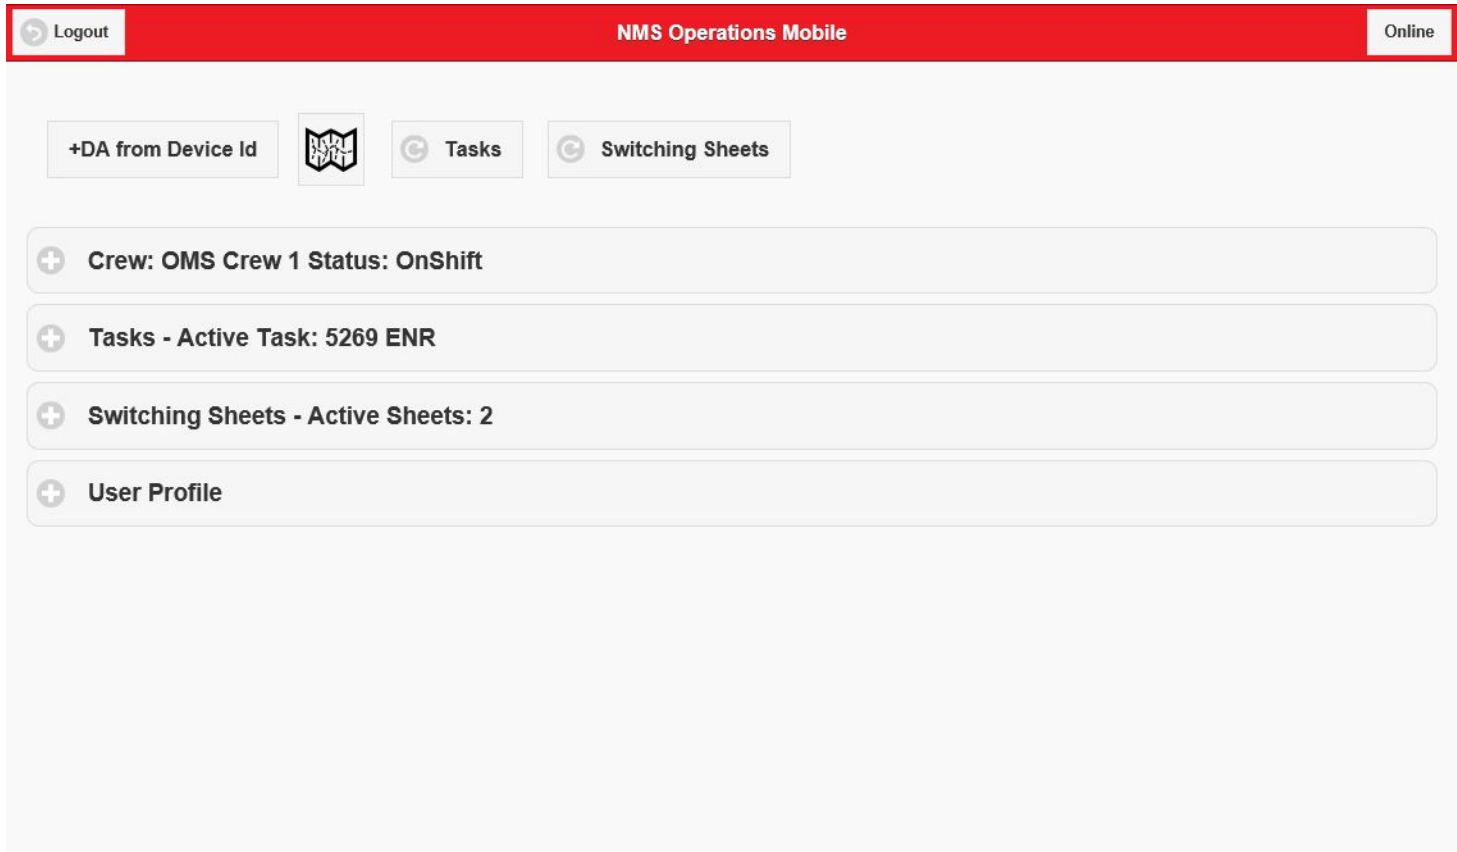 Logout
NMS Operations Mobile
Online
+DA from Device Id
Tasks
Switching Sheets
Crew: OMS Crew 1 Status: OnShift
Tasks - Active Task: 5269 ENR
Switching Sheets - Active Sheets: 2
User Profile